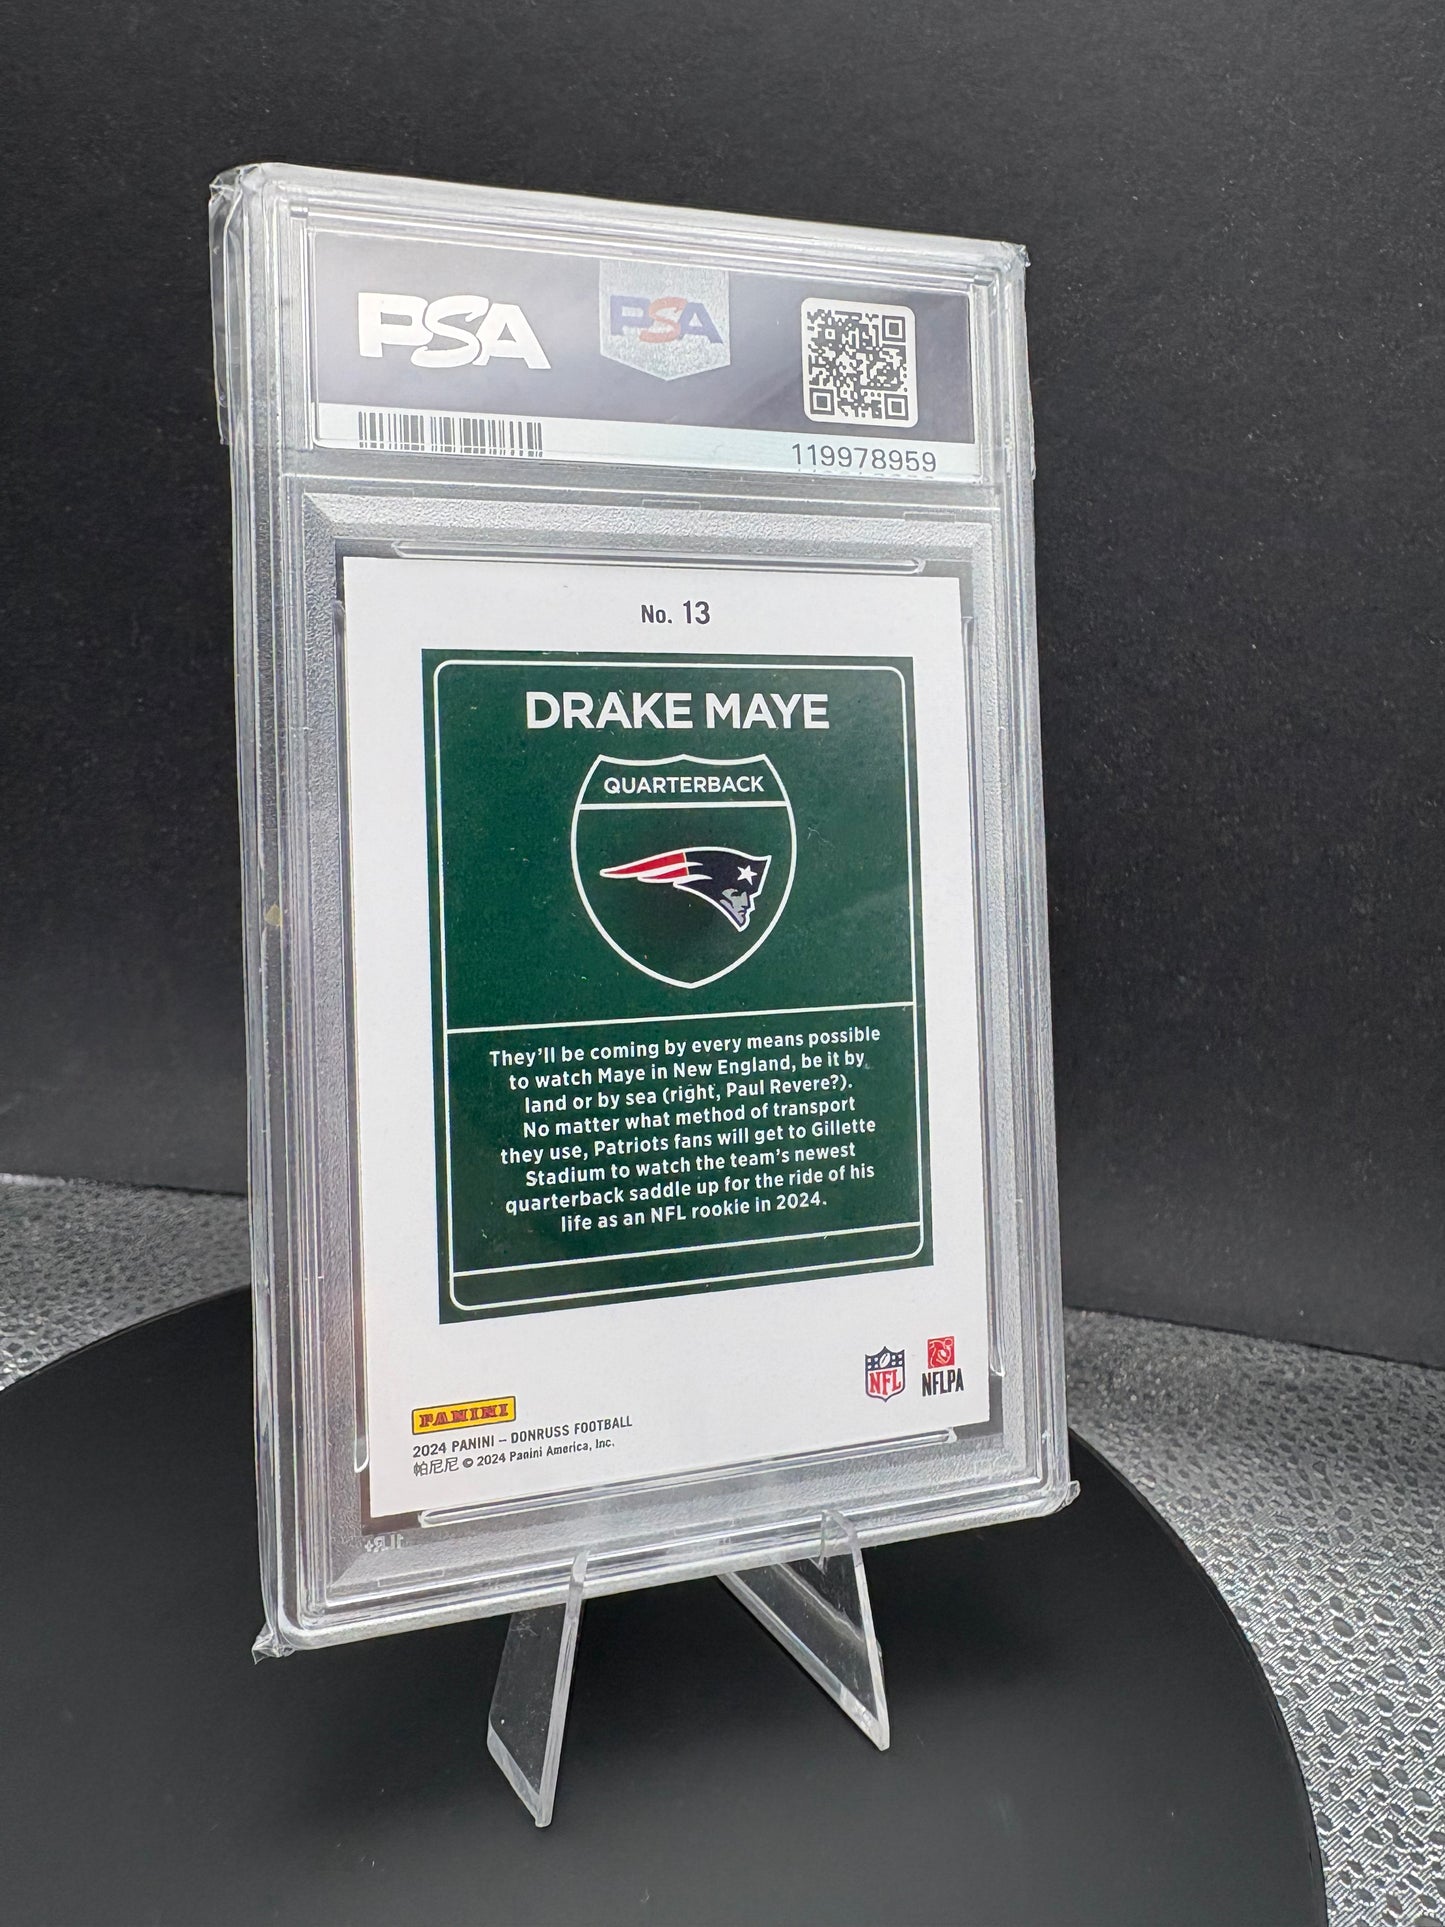 PSA
PSA
119978959
No. 13
DRAKE MAYE
QUARTERBACK
They'll be coming by every means possible
to watch Maye in New England, be it by
land or by sea (right, Paul Revere?).
No matter what method of transport
they use, Patriots fans will get to Gillette
Stadium to watch the team's newest
quarterback saddle up for the ride of his
life as an NFL rookie in 2024.
NFL
NFLPA
PANINI
2024 PANINI – DONRUSS FOOTBALL
帕尼尼 © 2024 Panini America, Inc.